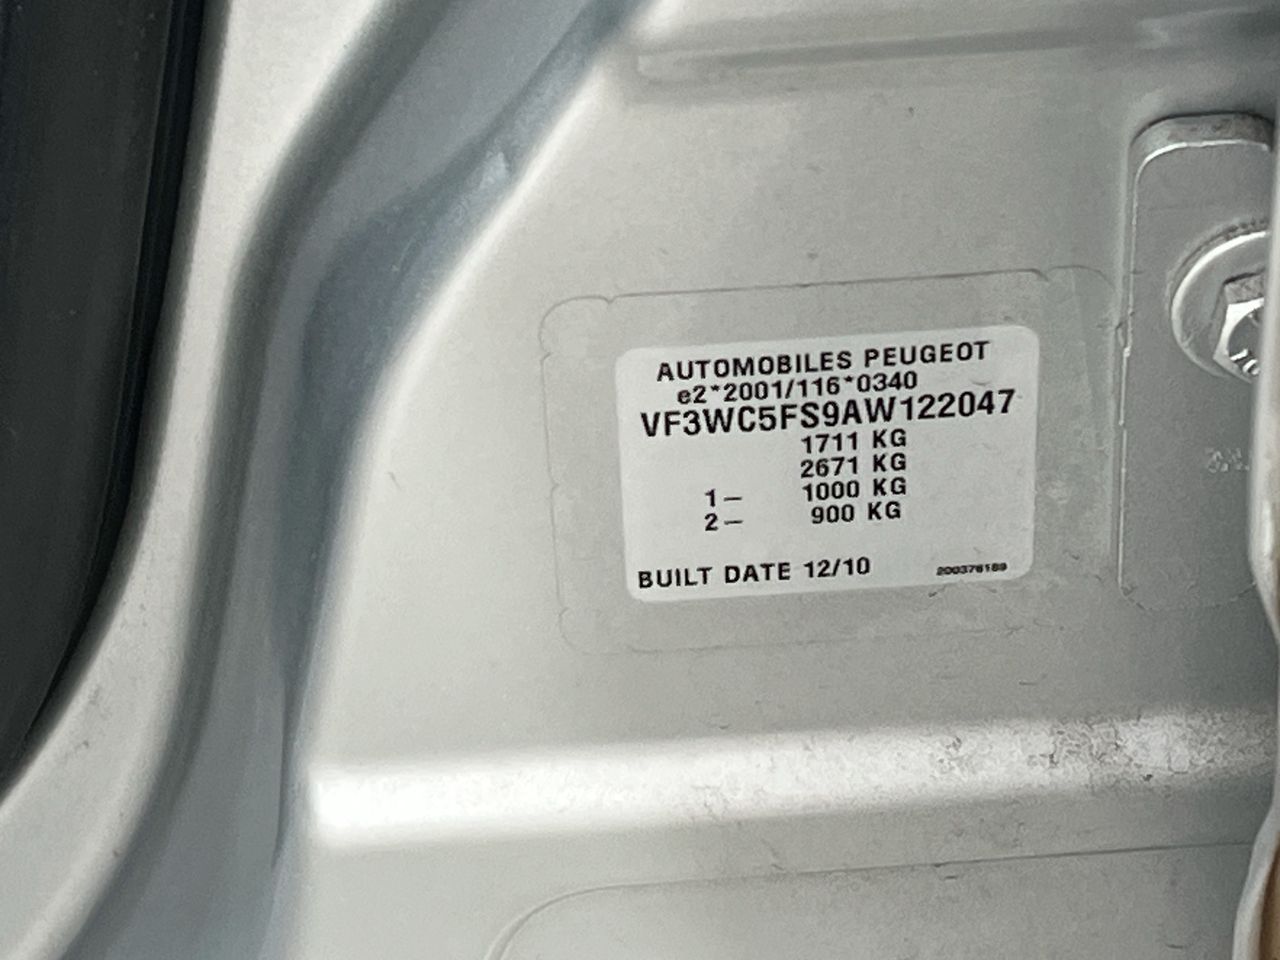 AUTOMOBILES PEUGEOT
e2*2001/116*0340
VF3WC5FS9AW122047
1711 KG
2671 KG
1- 1000 KG
2- 900 KG
BUILT DATE 12/10
200376189